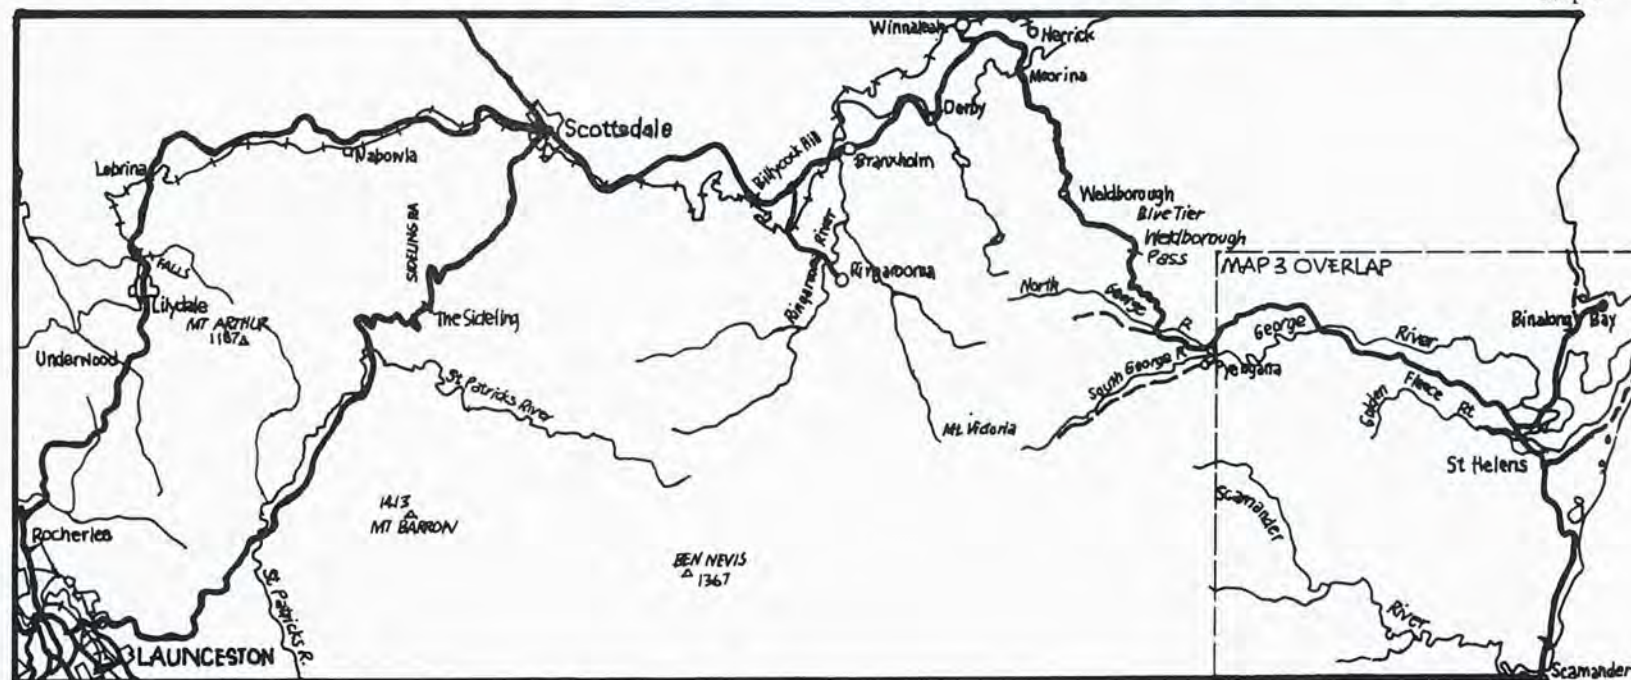 Winnaleah
Herrick
Moorina
Derby
Scottsdale
Billycock Hill
Branxholm
Lebrina
Nabowla
SIDELING RA
Weldborough
Blue Tier
Weldborough
Pass
MAP 3 OVERLAP
FALLS
Lilydale
MT ARTHUR
1187
The Sideling
Ringarooma River
Ringarooma
North George R
George River
Binalong Bay
Underwood
St Patricks River
South George R
Pyengana
Golden Fleece Rt
Mt. Victoria
St Helens
1413
MT BARRON
Scamander River
Rocherlea
BEN NEVIS
1367
St Patricks R.
LAUNCESTON
Scamander